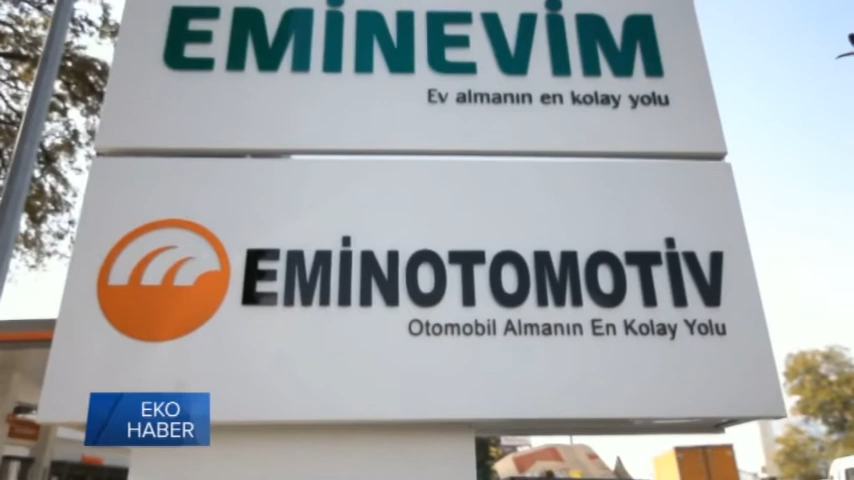 EMİNEVİM
Ev almanın en kolay yolu
EMİNOTOMOTİV
Otomobil Almanın En Kolay Yolu
EKO
HABER